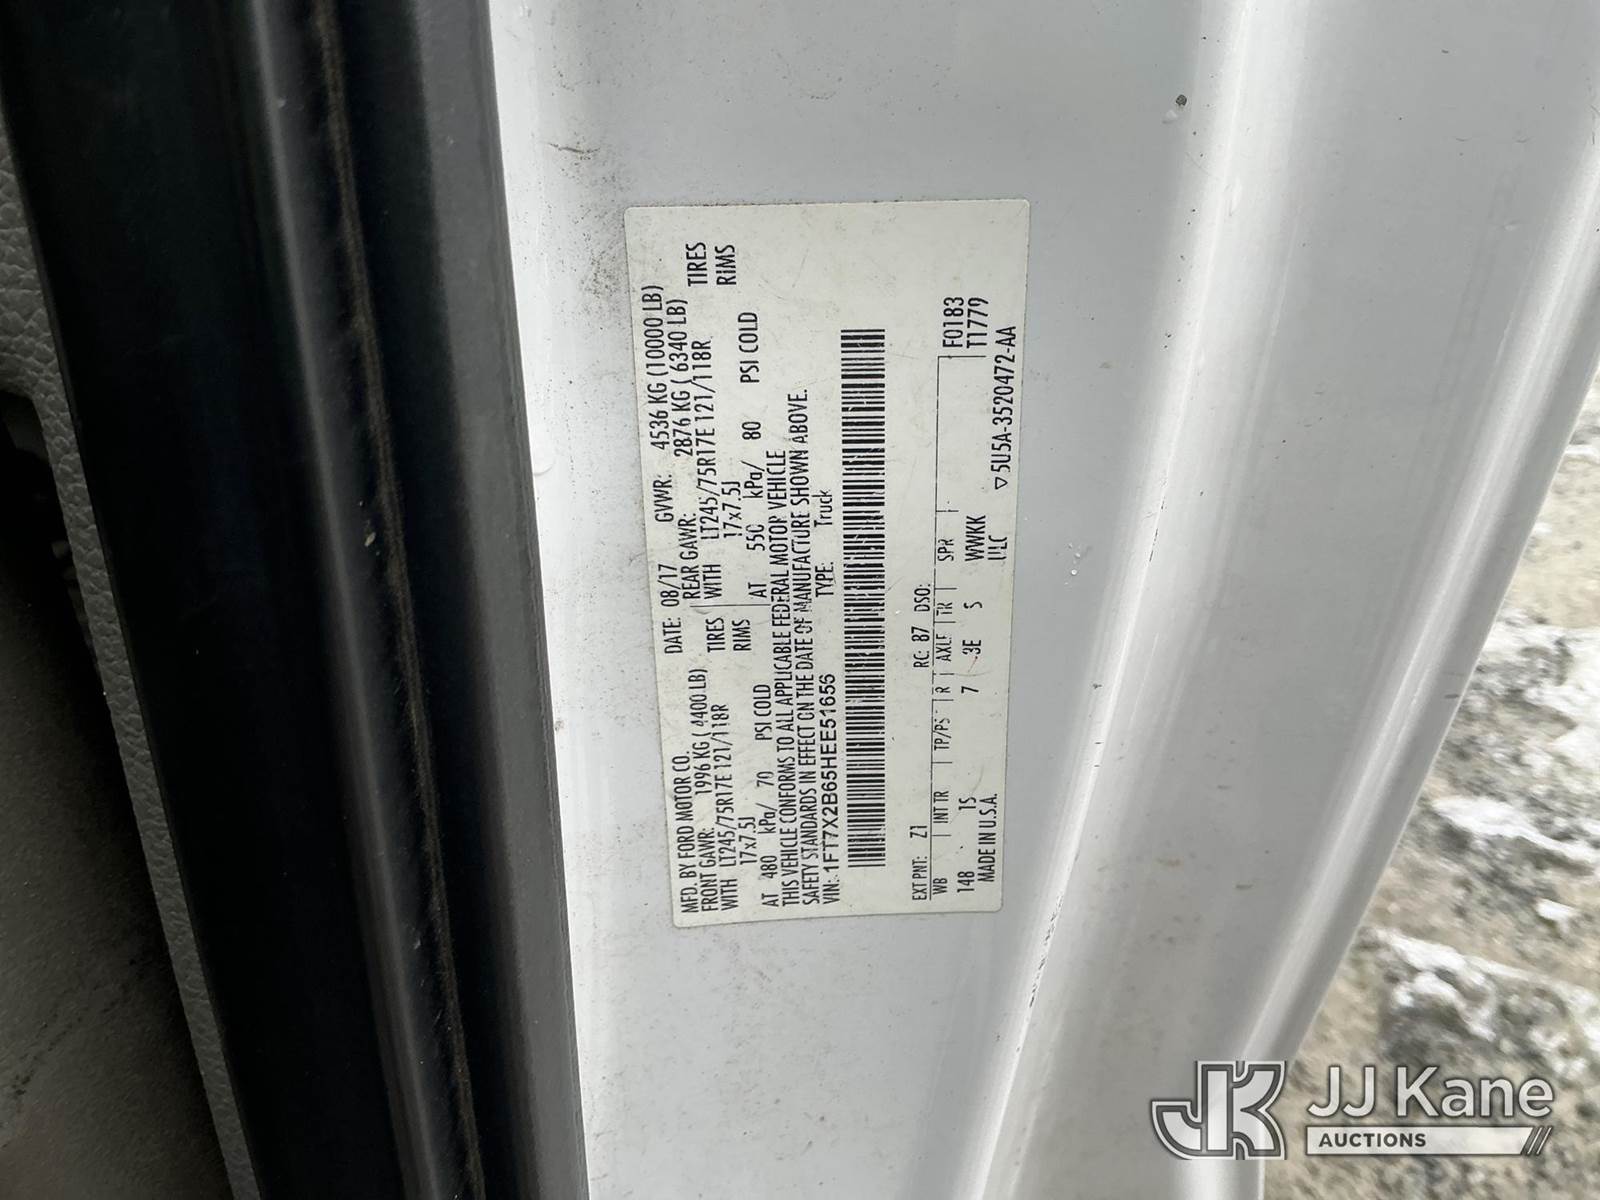 MFD. BY FORD MOTOR CO.
DATE: 08/17 GVWR: 4536 KG (10000 LB)
FRONT GAWR: 1996 KG ( 4400 LB)
REAR GAWR: 2876 KG ( 6340 LB)
WITH LT245/75R17E 121/118R TIRES
WITH LT245/75R17E 121/118R TIRES
17x7.5J RIMS
17x7.5J RIMS
AT 480 kPa/ 70 PSI COLD
AT 550 kPa/ 80 PSI COLD
THIS VEHICLE CONFORMS TO ALL APPLICABLE FEDERAL MOTOR VEHICLE
SAFETY STANDARDS IN EFFECT ON THE DATE OF MANUFACTURE SHOWN ABOVE.
VIN: 1FT7X2B65HEE51656 TYPE: Truck
EXT PNT: Z1 RC: 87 DSO: F0183
WB INT TR TP/PS R AXLE TR SPR T1779
148 TS 7 3E S WWKK
MADE IN U.S.A. ▽5U5A-3520472-AA
JJ Kane
AUCTIONS